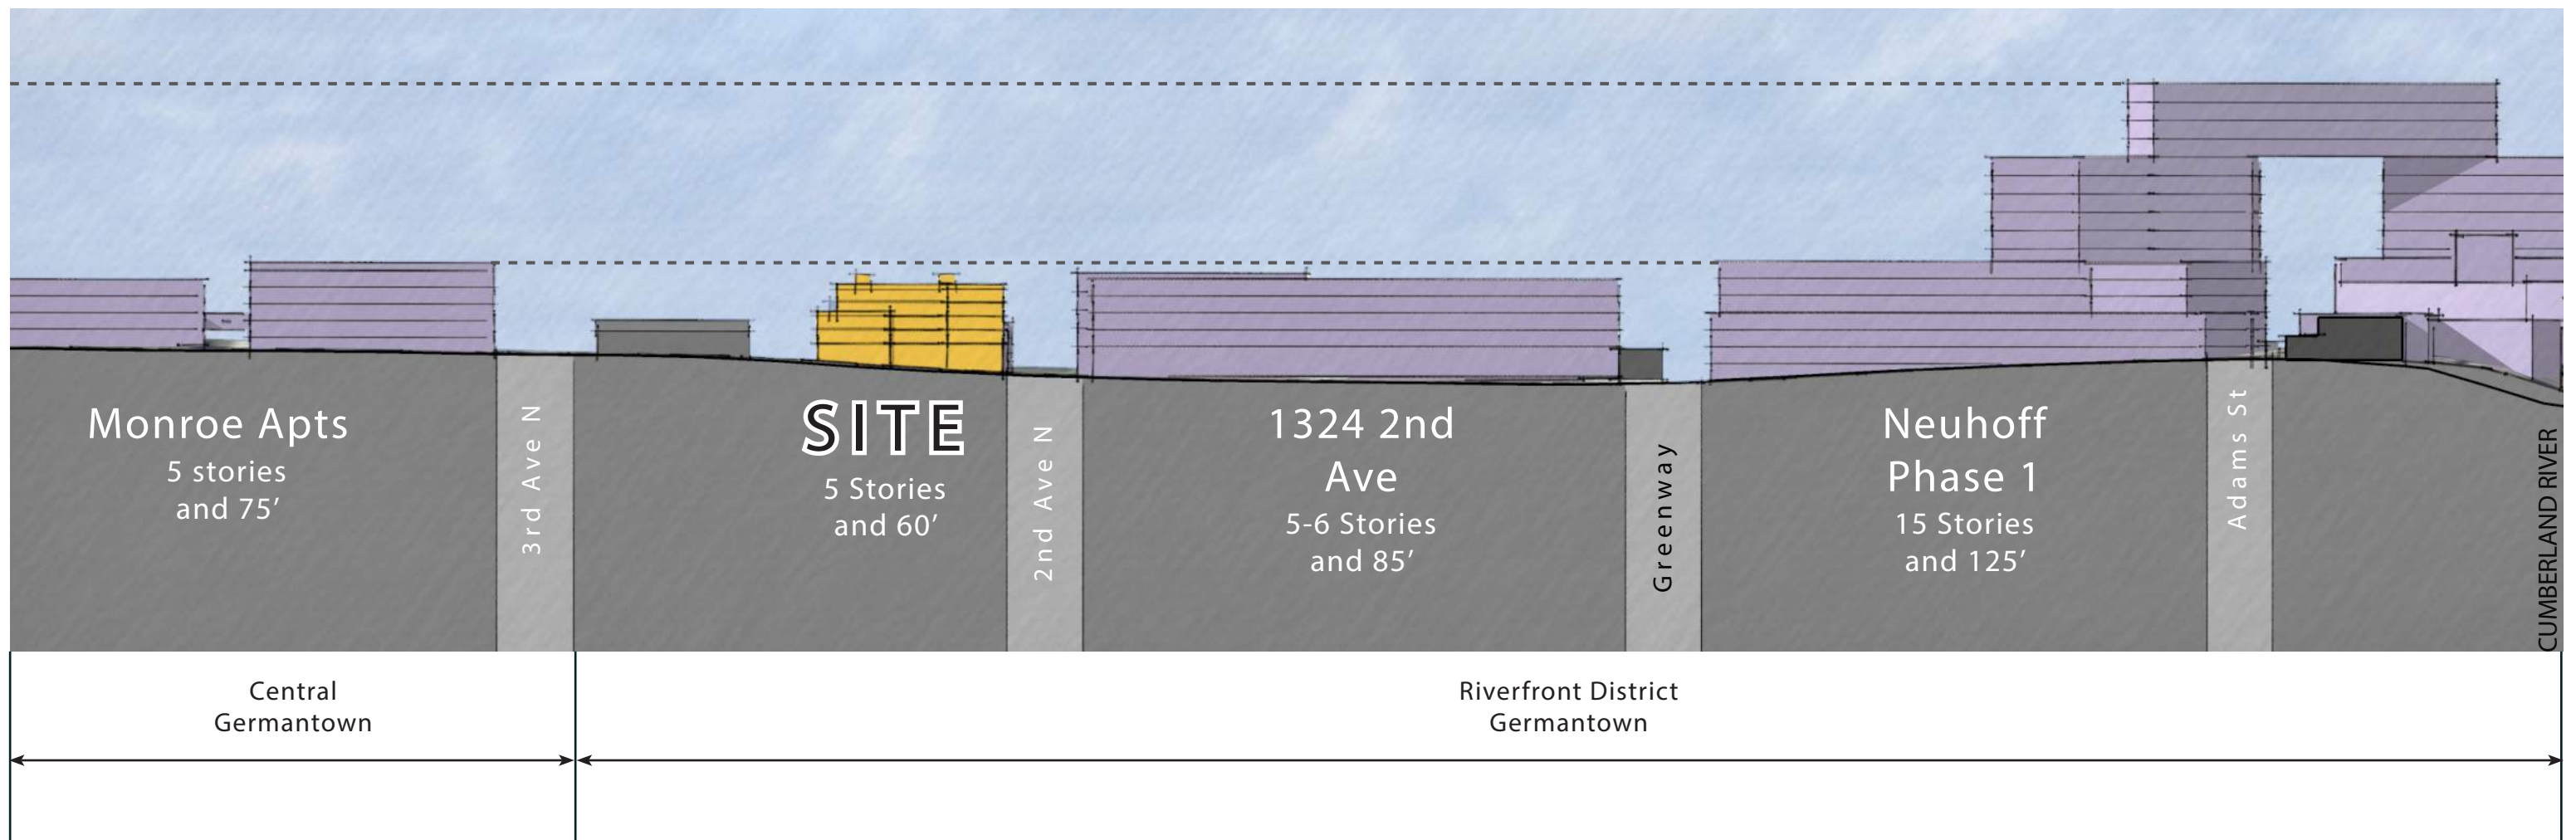 Monroe Apts
5 stories
and 75’
3rd Ave N
SITE
5 Stories
and 60’
2nd Ave N
1324 2nd
Ave
5-6 Stories
and 85’
Greenway
Neuhoff
Phase 1
15 Stories
and 125’
Adams St
CUMBERLAND RIVER
Central
Germantown
Riverfront District
Germantown